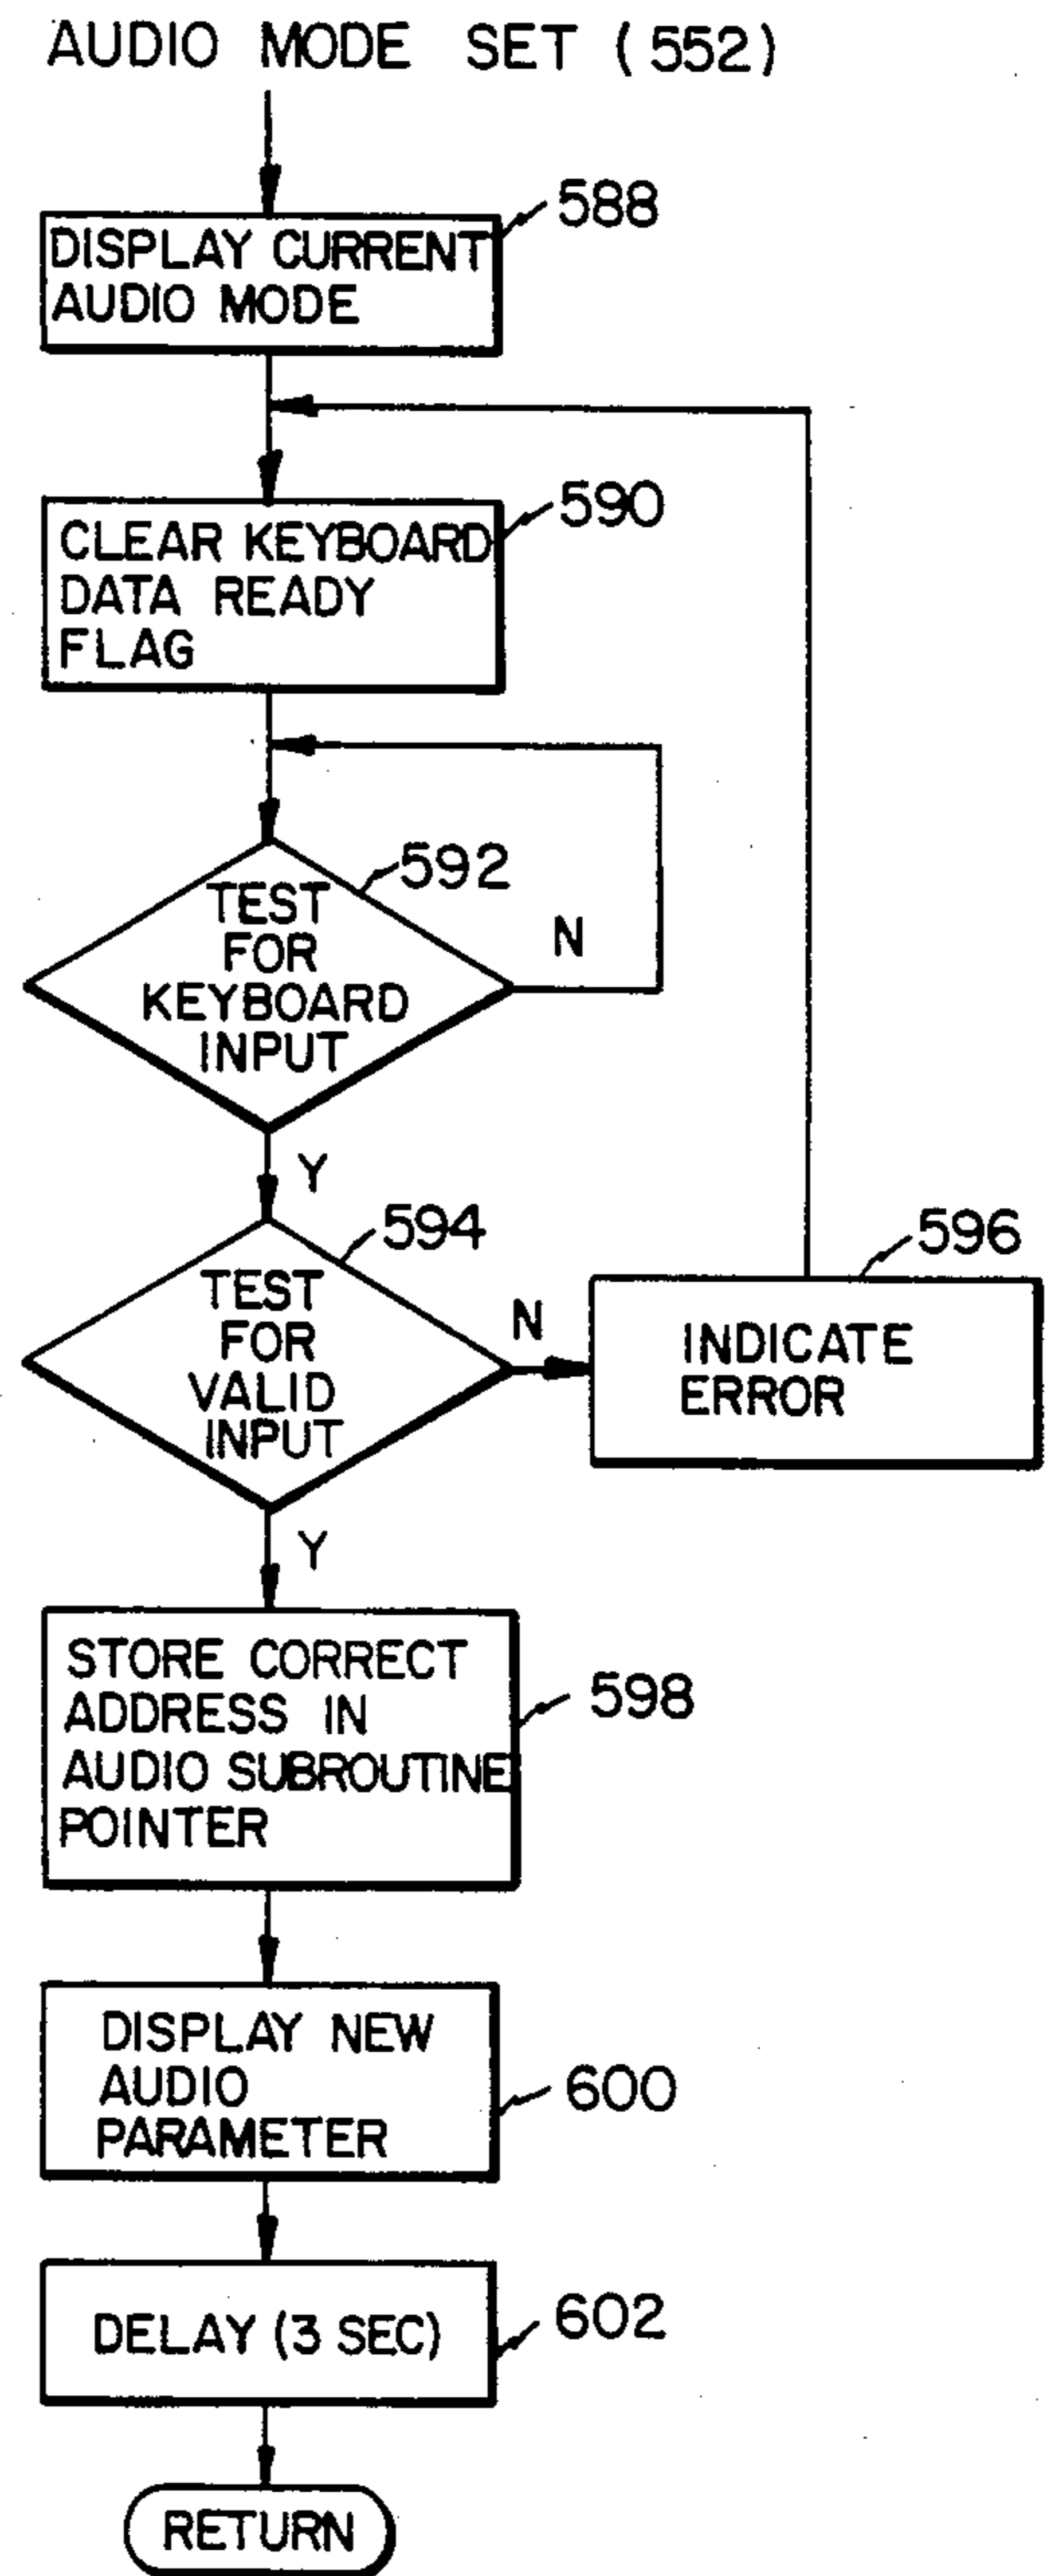 AUDIO MODE SET (552)
588
DISPLAY CURRENT
AUDIO MODE
590
CLEAR KEYBOARD
DATA READY
FLAG
592
TEST
FOR
KEYBOARD
INPUT
N
Y
594
TEST
FOR
VALID
INPUT
N
596
INDICATE
ERROR
Y
STORE CORRECT
ADDRESS IN
AUDIO SUBROUTINE
POINTER
598
DISPLAY NEW
AUDIO
PARAMETER
600
DELAY (3 SEC)
602
RETURN